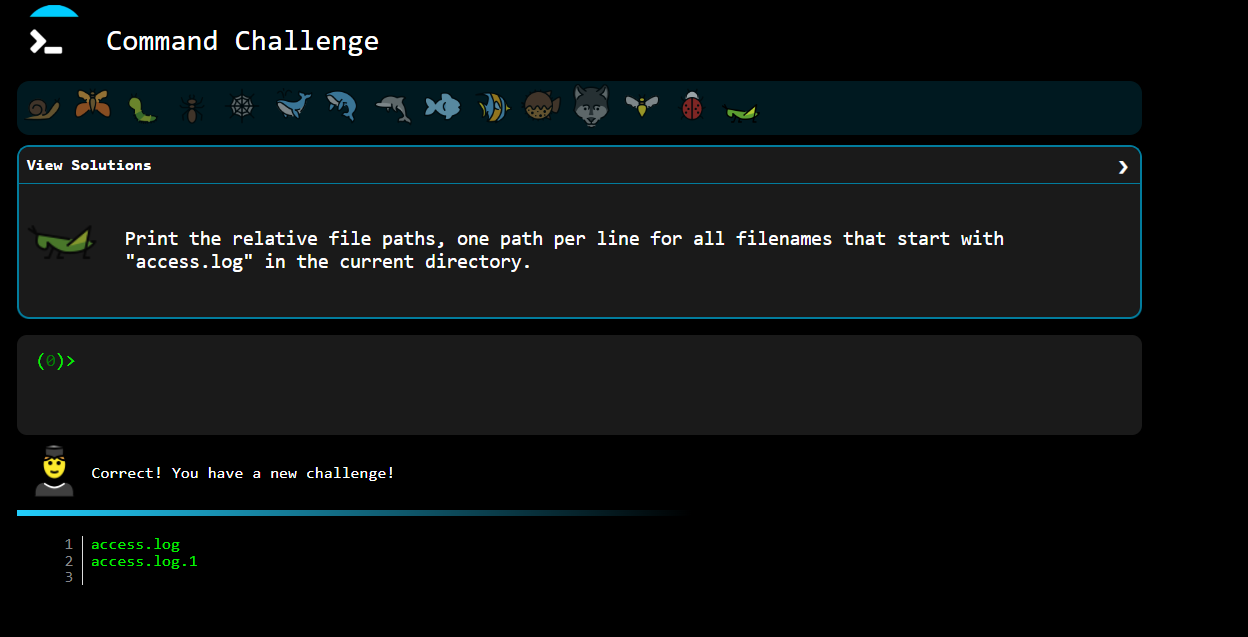 Command Challenge
View Solutions
Print the relative file paths, one path per line for all filenames that start with
"access.log" in the current directory.
(0)>
Correct! You have a new challenge!
1 access.log
2 access.log.1
3